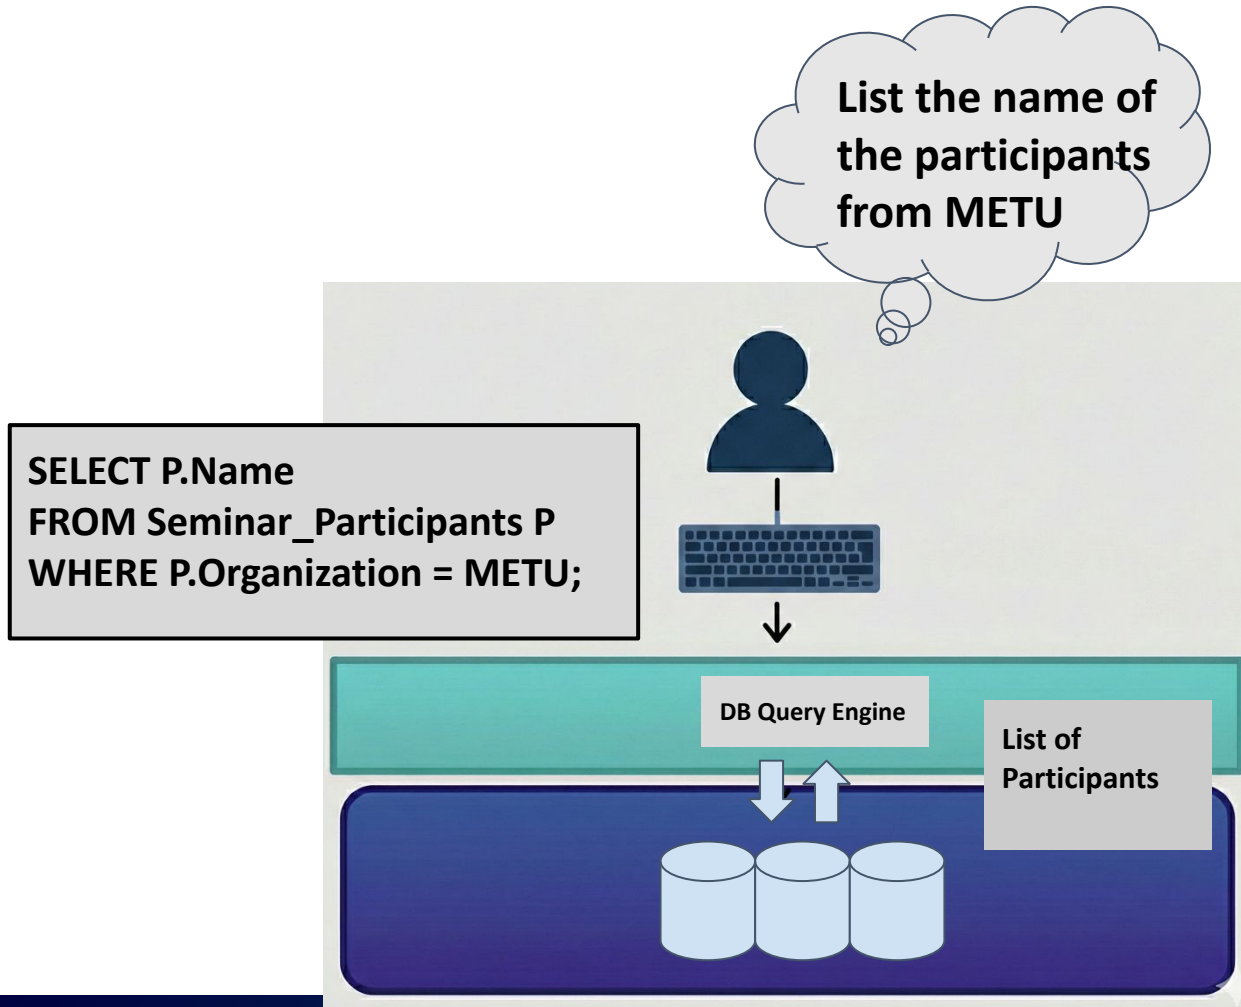 List the name of
the participants
from METU
SELECT P.Name
FROM Seminar_Participants P
WHERE P.Organization = METU;
DB Query Engine
List of
Participants